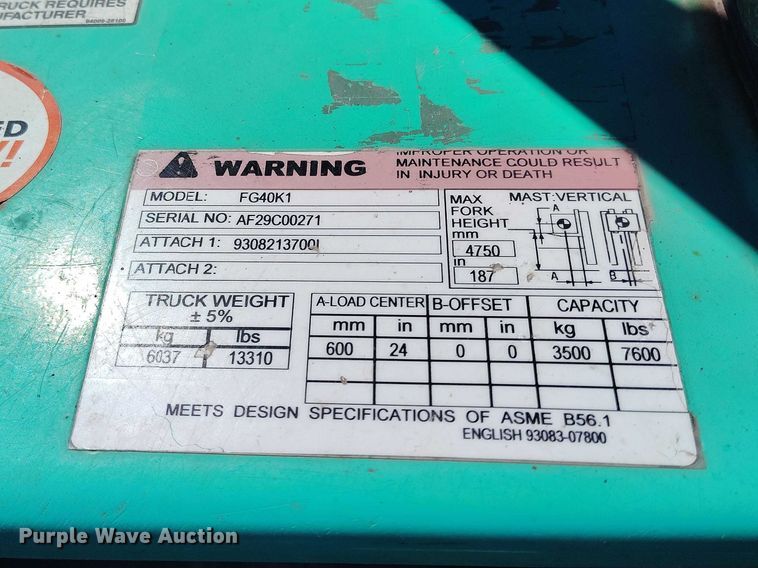 TRUCK REQUIRES
UFACTURER
94009-28100
ED
!!
WARNING
IMPROPER OPERATION OR
MAINTENANCE COULD RESULT
IN INJURY OR DEATH
MODEL: FG40K1
SERIAL NO: AF29C00271
ATTACH 1: 9308213700I
ATTACH 2:
MAX
FORK
HEIGHT
mm
4750
in
187
MAST:VERTICAL
A
A B
TRUCK WEIGHT
± 5%
kg lbs
6037 13310
A-LOAD CENTER B-OFFSET CAPACITY
mm in mm in kg lbs
600 24 0 0 3500 7600
MEETS DESIGN SPECIFICATIONS OF ASME B56.1
ENGLISH 93083-07800
Purple Wave Auction